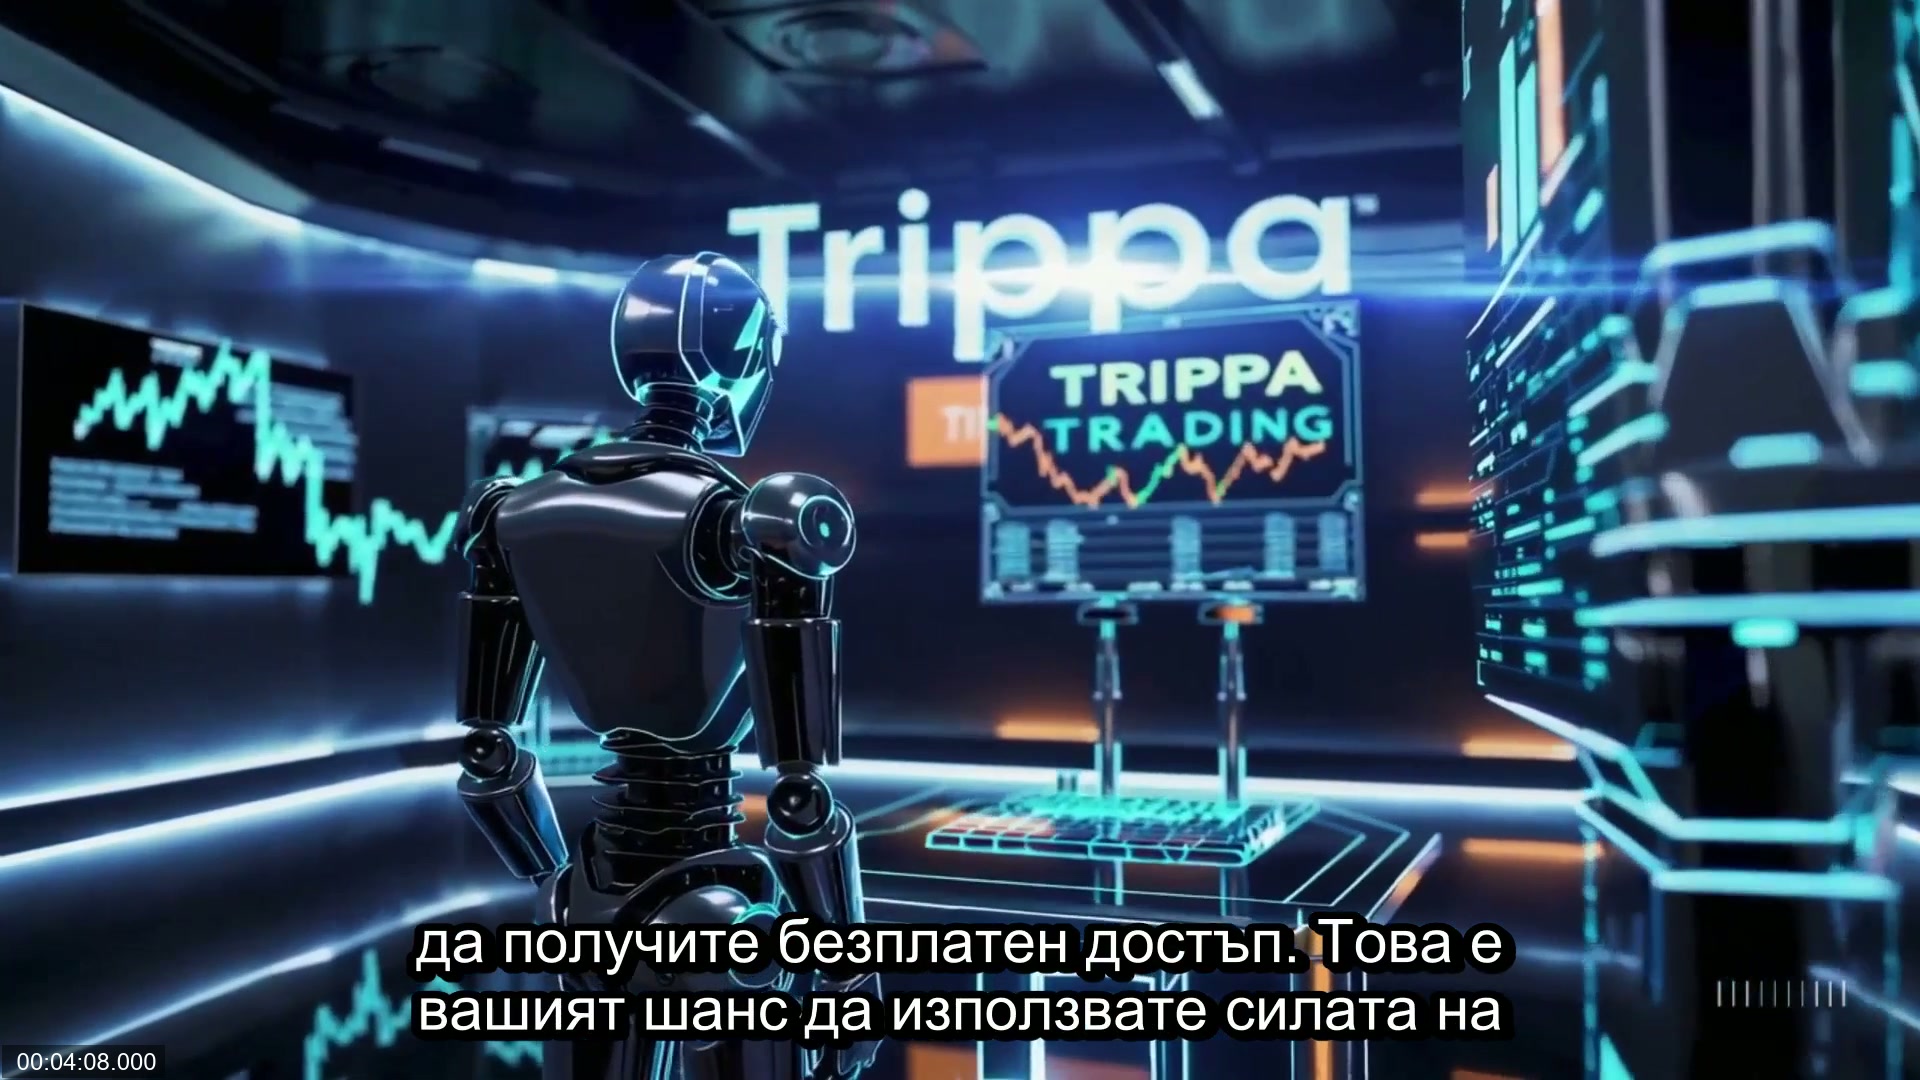 Trippa
TRIPPA
TRADING
да получите безплатен достъп. Това е
вашият шанс да използвате силата на
00:04:08.000